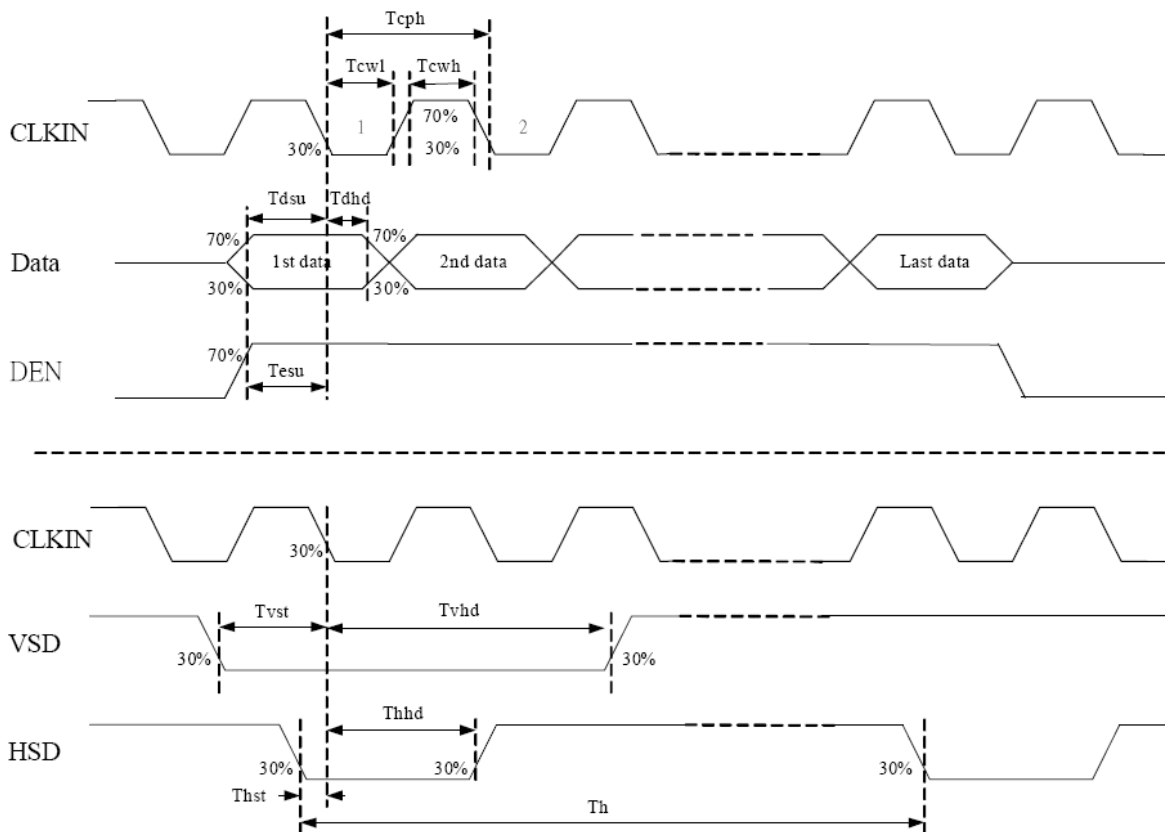 Tcph
Tcwl Tcwh
CLKIN 30% 1 70% 30% 2
Tdsu Tdhd
Data 70% 30% 1st data 70% 30% 2nd data Last data
DEN 70%
Tesu
CLKIN 30%
Tvst Tvhd
VSD 30% 30%
Thhd
HSD 30% 30% 30%
Thst
Th